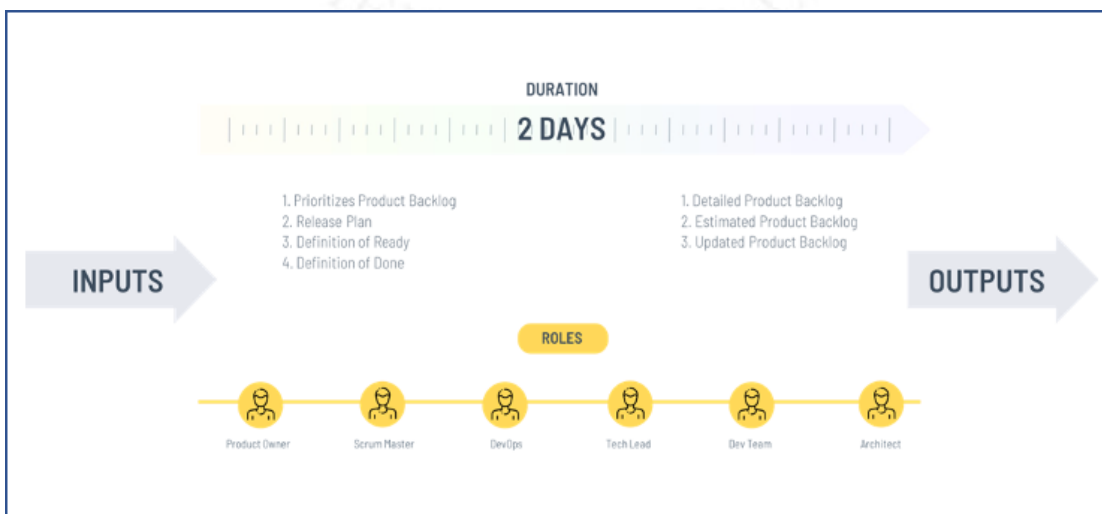 DURATION
2 DAYS
1. Prioritizes Product Backlog
2. Release Plan
3. Definition of Ready
4. Definition of Done
1. Detailed Product Backlog
2. Estimated Product Backlog
3. Updated Product Backlog
INPUTS
OUTPUTS
ROLES
Product Owner
Scrum Master
DevOps
Tech Lead
Dev Team
Architect